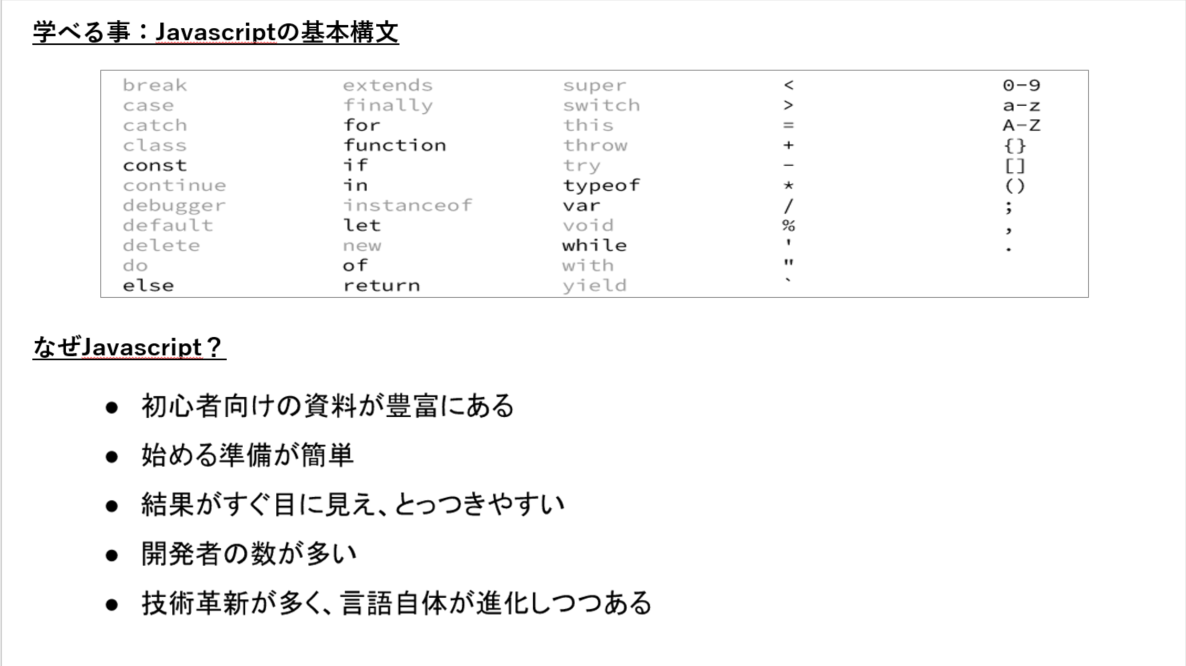 学べる事：Javascriptの基本構文
break extends super < 0-9
case finally switch > a-z
catch for this = A-Z
class function throw + {}
const if try - []
continue in typeof * ()
debugger instanceof var / ;
default let void % ,
delete new while ' .
do of with "
else return yield `
なぜJavascript？
● 初心者向けの資料が豊富にある
● 始める準備が簡単
● 結果がすぐ目に見え、とっつきやすい
● 開発者の数が多い
● 技術革新が多く、言語自体が進化しつつある